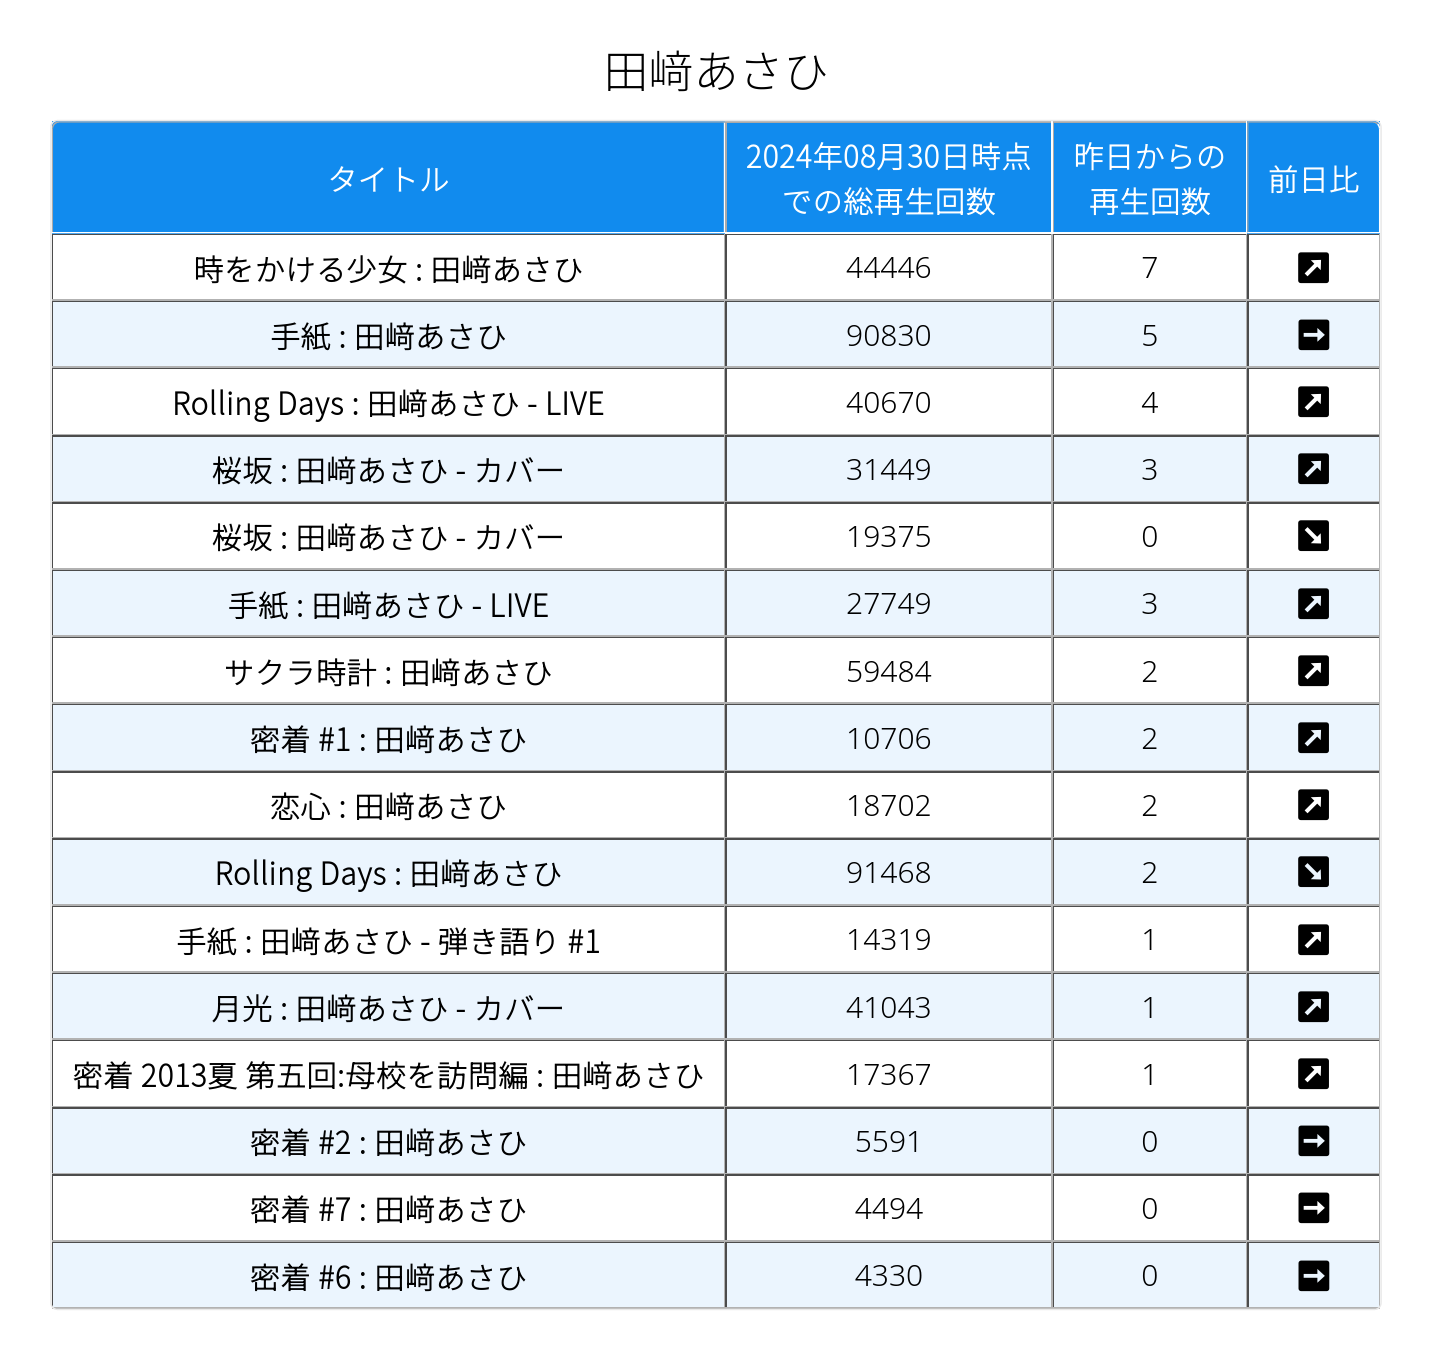 田﨑あさひ
タイトル
2024年08月30日時点
での総再生回数
昨日からの
再生回数
前日比
時をかける少女 : 田﨑あさひ 44446 7
手紙 : 田﨑あさひ 90830 5
Rolling Days : 田﨑あさひ - LIVE 40670 4
桜坂 : 田﨑あさひ - カバー 31449 3
桜坂 : 田﨑あさひ - カバー 19375 0
手紙 : 田﨑あさひ - LIVE 27749 3
サクラ時計 : 田﨑あさひ 59484 2
密着 #1 : 田﨑あさひ 10706 2
恋心 : 田﨑あさひ 18702 2
Rolling Days : 田﨑あさひ 91468 2
手紙 : 田﨑あさひ - 弾き語り #1 14319 1
月光 : 田﨑あさひ - カバー 41043 1
密着 2013夏 第五回:母校を訪問編 : 田﨑あさひ 17367 1
密着 #2 : 田﨑あさひ 5591 0
密着 #7 : 田﨑あさひ 4494 0
密着 #6 : 田﨑あさひ 4330 0